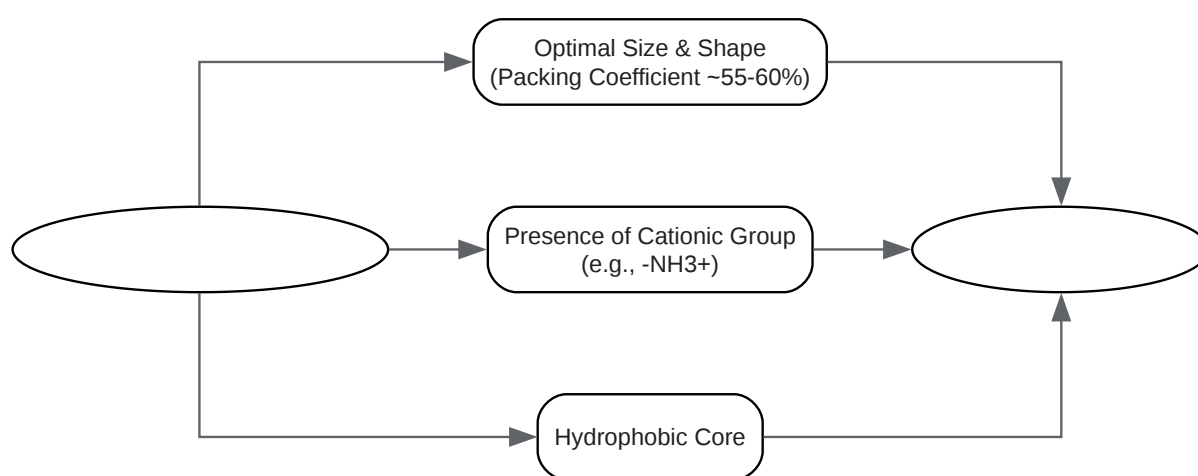 Optimal Size & Shape
(Packing Coefficient ~55-60%)
Presence of Cationic Group
(e.g., -NH3+)
Hydrophobic Core